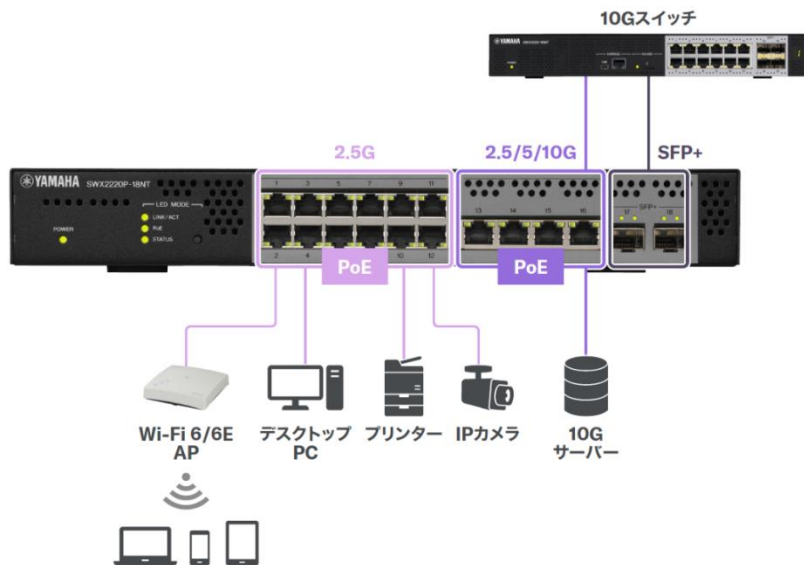 10Gスイッチ
YAMAHA
2.5G
2.5/5/10G
SFP+
YAMAHA SWX2220P-18NT
LED MODE
LINK/ACT
PoE
STATUS
POWER
1 3 5 7 9 11
2 4 10 12
PoE
13 14 15 16
PoE
SFP+
17 18
Wi-Fi 6/6E
AP
デスクトップ
PC
プリンター
IPカメラ
10G
サーバー